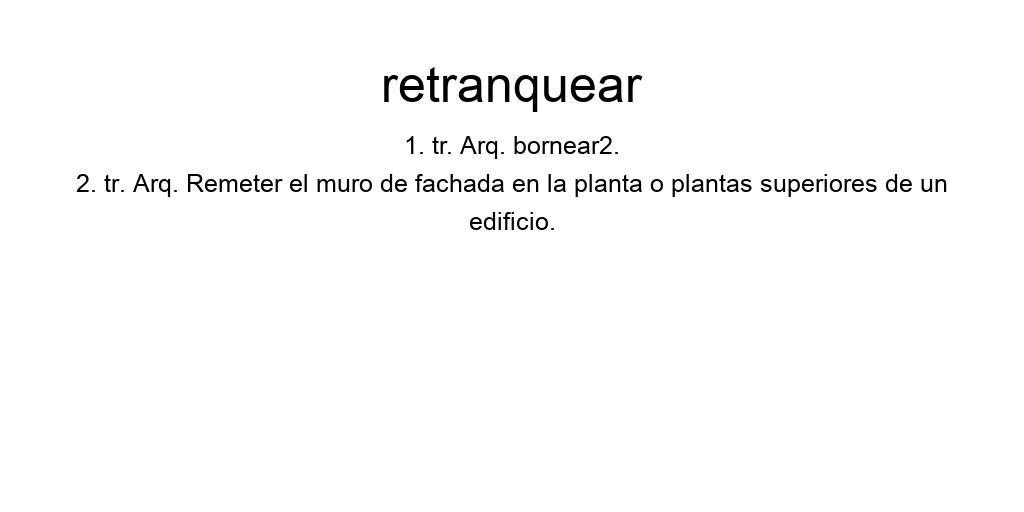 retranquear
1. tr. Arq. bornear2.
2. tr. Arq. Remeter el muro de fachada en la planta o plantas superiores de un
edificio.